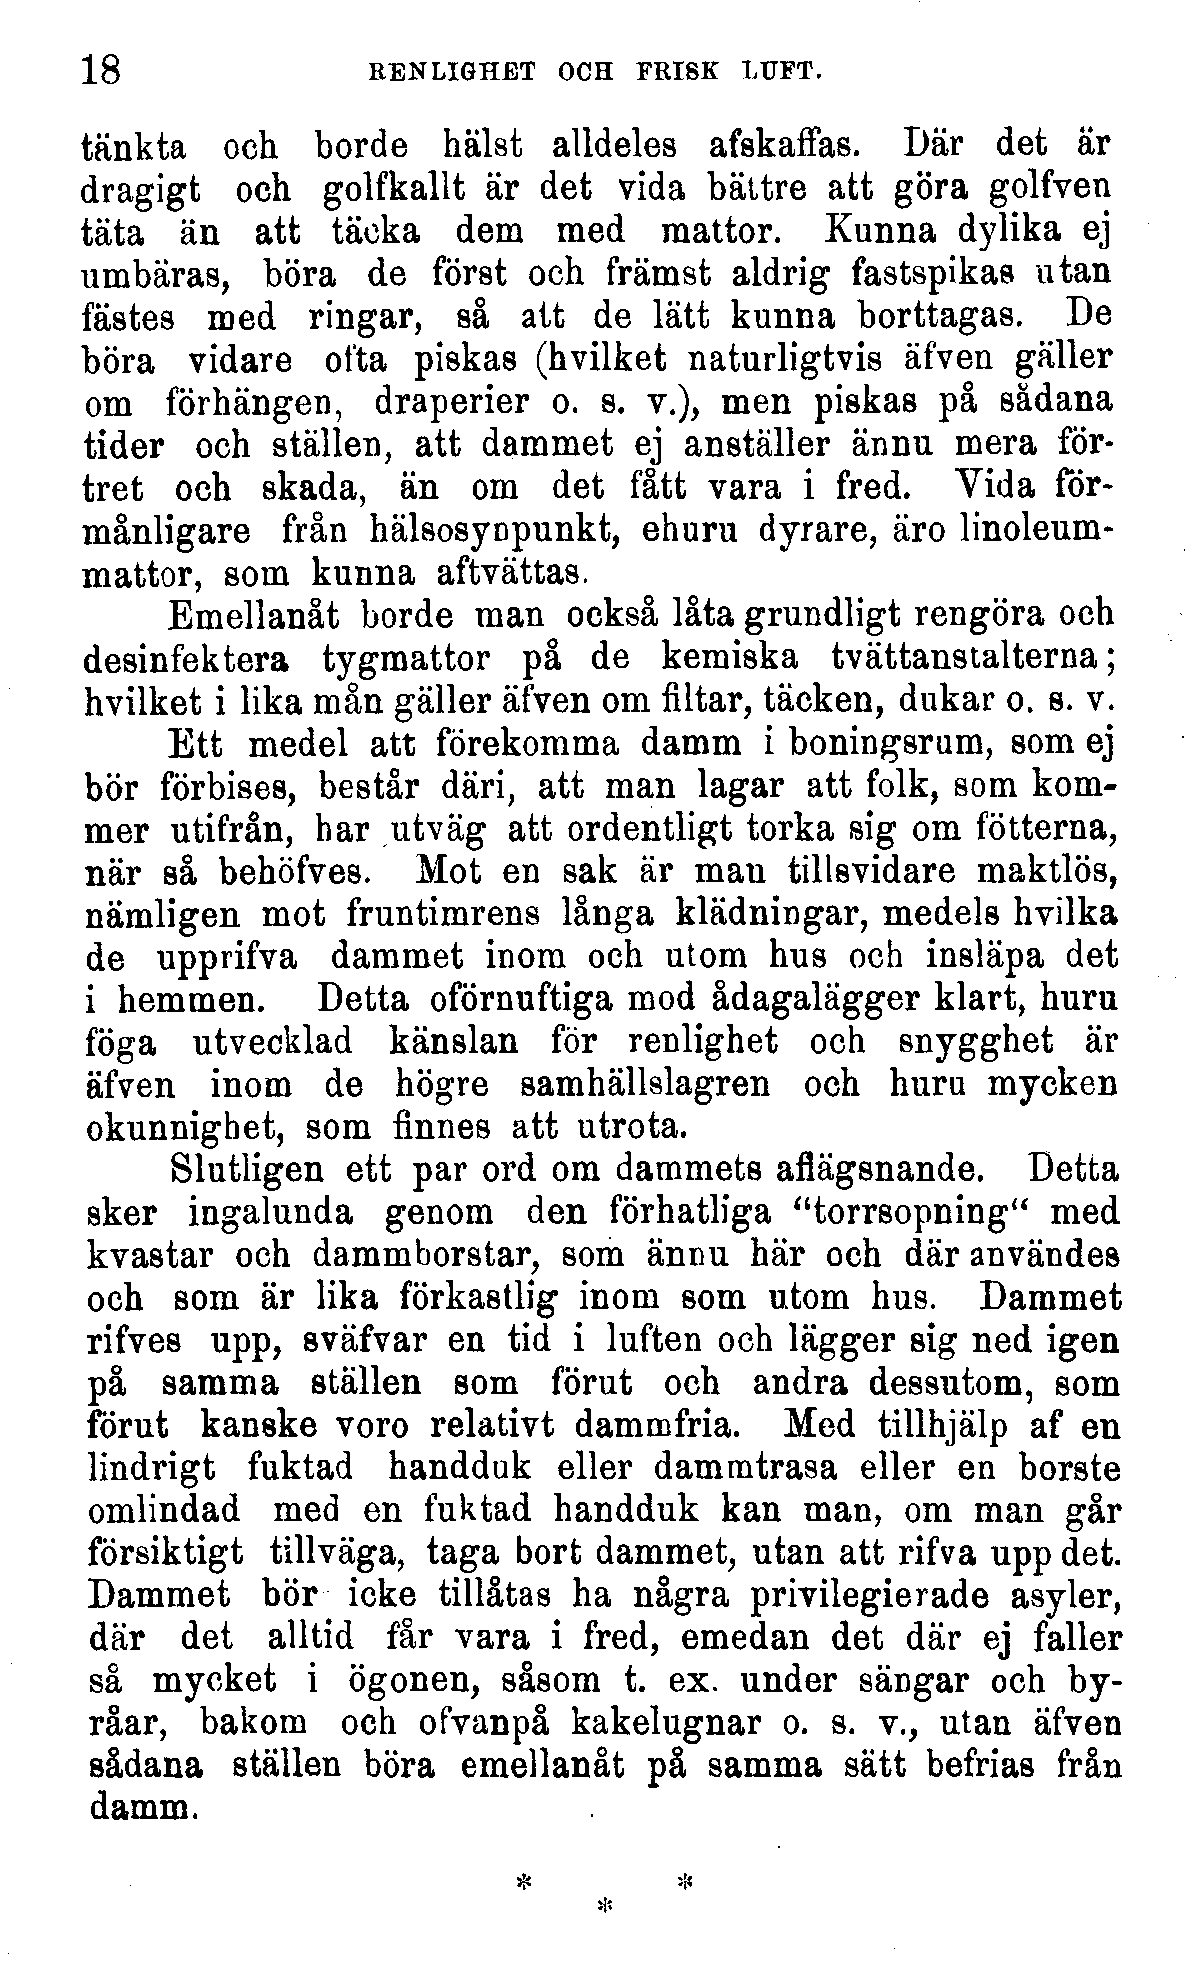 18 RENLIGHET OCH FRISK LUFT.
tänkta och borde hälst alldeles afskaffas. Där det är
dragigt och golfkallt är det vida bättre att göra golfven
täta än att täcka dem med mattor. Kunna dylika ej
umbäras, böra de först och främst aldrig fastspikas utan
fästes med ringar, så att de lätt kunna borttagas. De
böra vidare ofta piskas (hvilket naturligtvis äfven gäller
om förhängen, draperier o. s. v.), men piskas på sådana
tider och ställen, att dammet ej anställer ännu mera för-
tret och skada, än om det fått vara i fred. Vida för-
månligare från hälsosynpunkt, ehuru dyrare, äro linoleum-
mattor, som kunna aftvättas.
Emellanåt borde man också låta grundligt rengöra och
desinfektera tygmattor på de kemiska tvättanstalterna;
hvilket i lika mån gäller äfven om filtar, täcken, dukar o. s. v.
Ett medel att förekomma damm i boningsrum, som ej
bör förbises, består däri, att man lagar att folk, som kom-
mer utifrån, har utväg att ordentligt torka sig om fötterna,
när så behöfves. Mot en sak är man tillsvidare maktlös,
nämligen mot fruntimrens långa klädningar, medels hvilka
de upprifva dammet inom och utom hus och insläpa det
i hemmen. Detta oförnuftiga mod ådagalägger klart, huru
föga utvecklad känslan för renlighet och snygghet är
äfven inom de högre samhällslagren och huru mycken
okunnighet, som finnes att utrota.
Slutligen ett par ord om dammets aflägsnande. Detta
sker ingalunda genom den förhatliga “torrsopning“ med
kvastar och dammborstar, som ännu här och där användes
och som är lika förkastlig inom som utom hus. Dammet
rifves upp, sväfvar en tid i luften och lägger sig ned igen
på samma ställen som förut och andra dessutom, som
förut kanske voro relativt dammfria. Med tillhjälp af en
lindrigt fuktad handduk eller dammtrasa eller en borste
omlindad med en fuktad handduk kan man, om man går
försiktigt tillväga, taga bort dammet, utan att rifva upp det.
Dammet bör icke tillåtas ha några privilegierade asyler,
där det alltid får vara i fred, emedan det där ej faller
så mycket i ögonen, såsom t. ex. under sängar och by-
råar, bakom och ofvanpå kakelugnar o. s. v., utan äfven
sådana ställen böra emellanåt på samma sätt befrias från
damm.
* *
*